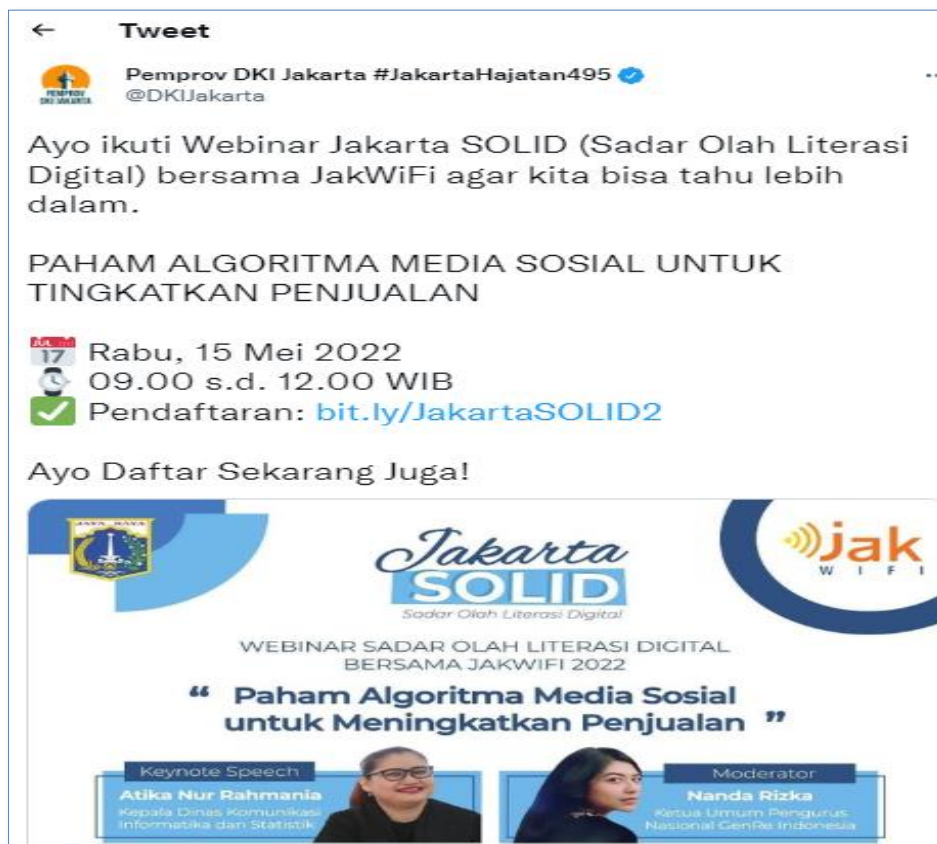 ← Tweet
Pemprov DKI Jakarta #JakartaHajatan495
@DKIJakarta
Ayo ikuti Webinar Jakarta SOLID (Sadar Olah Literasi
Digital) bersama JakWiFi agar kita bisa tahu lebih
dalam.
PAHAM ALGORITMA MEDIA SOSIAL UNTUK
TINGKATKAN PENJUALAN
Rabu, 15 Mei 2022
09.00 s.d. 12.00 WIB
Pendaftaran: bit.ly/JakartaSOLID2
Ayo Daftar Sekarang Juga!
JAYA RAYA
Jakarta
SOLID
Sadar Olah Literasi Digital
jak
WIFI
WEBINAR SADAR OLAH LITERASI DIGITAL
BERSAMA JAKWIFI 2022
“ Paham Algoritma Media Sosial
untuk Meningkatkan Penjualan ”
Keynote Speech
Atika Nur Rahmania
Kepala Dinas Komunikasi
Informatika dan Statistik
Moderator
Nanda Rizka
Ketua Umum Pengurus
Nasional GenRe Indonesia